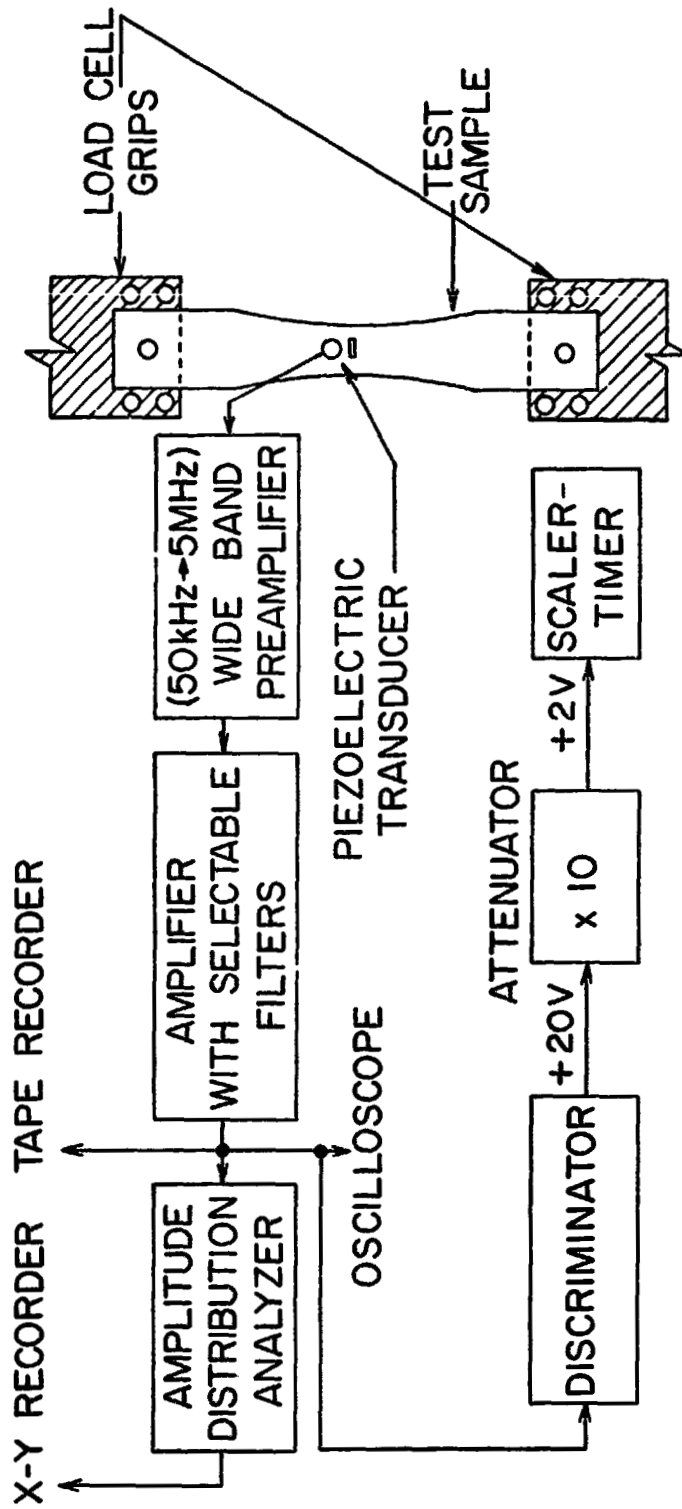 X-Y RECORDER
TAPE RECORDER
AMPLITUDE
DISTRIBUTION
ANALYZER
AMPLIFIER
WITH SELECTABLE
FILTERS
(50kHz→5MHz)
WIDE BAND
PREAMPLIFIER
LOAD CELL
GRIPS
OSCILLOSCOPE
PIEZOELECTRIC
TRANSDUCER
TEST
SAMPLE
DISCRIMINATOR
+20V
ATTENUATOR
x 10
+2V
SCALER-
TIMER